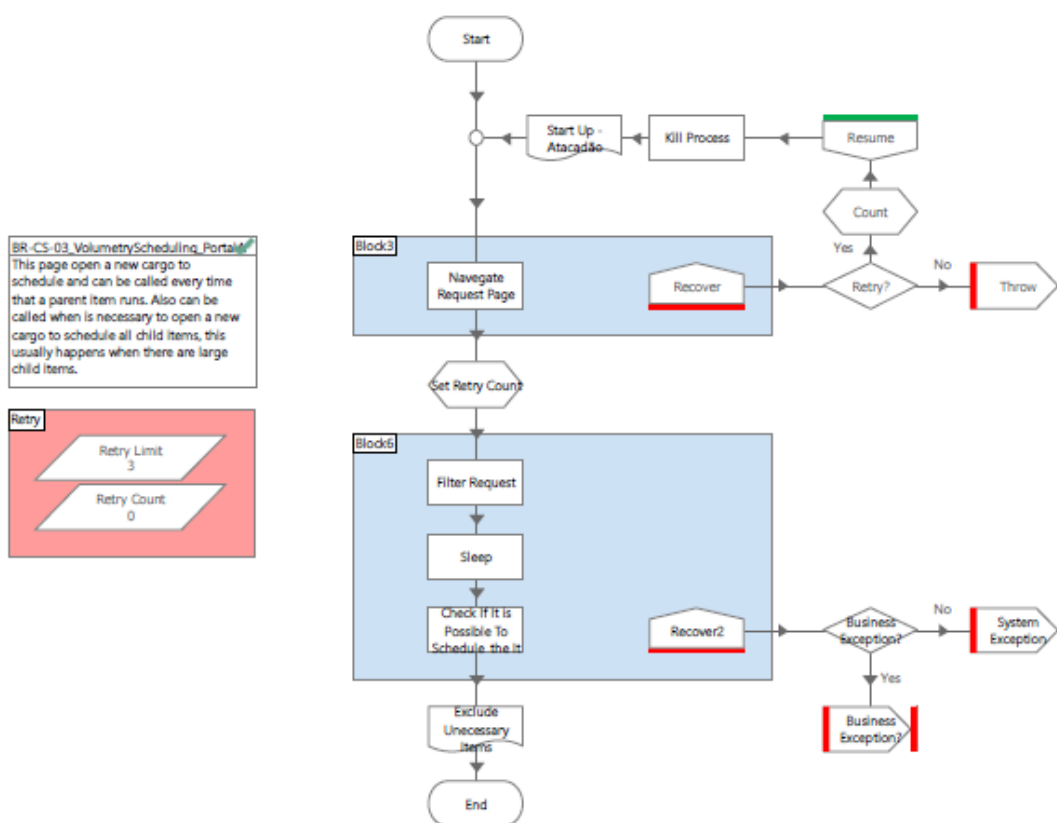 Start
Start Up -
Atacadão
Kill Process
Resume
Count
Yes
BR-CS-03_VolumetryScheduling_Portal
This page open a new cargo to
schedule and can be called every time
that a parent item runs. Also can be
called when is necessary to open a new
cargo to schedule all child items, this
usually happens when there are large
child items.
Block3
Navegate
Request Page
Recover
Retry?
No
Throw
Set Retry Count
Retry
Retry Limit
3
Retry Count
0
Block6
Filter Request
Sleep
Check If It is
Possible To
Schedule the It
Recover2
Business
Exception?
No
System
Exception
Yes
Business
Exception?
Exclude
Unecessary
Items
End